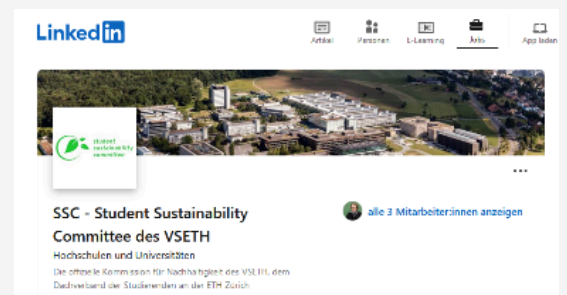 LinkedIn
Artikel Personen E-Learning Jobs App laden
student
sustainability
committee
SSC - Student Sustainability
Committee des VSETH
alle 3 Mitarbeiter:innen anzeigen
Hochschulen und Universitäten
Die offizielle Kommission für Nachhaltigkeit des VSETH, dem
Dachverband der Studierenden an der ETH Zürich